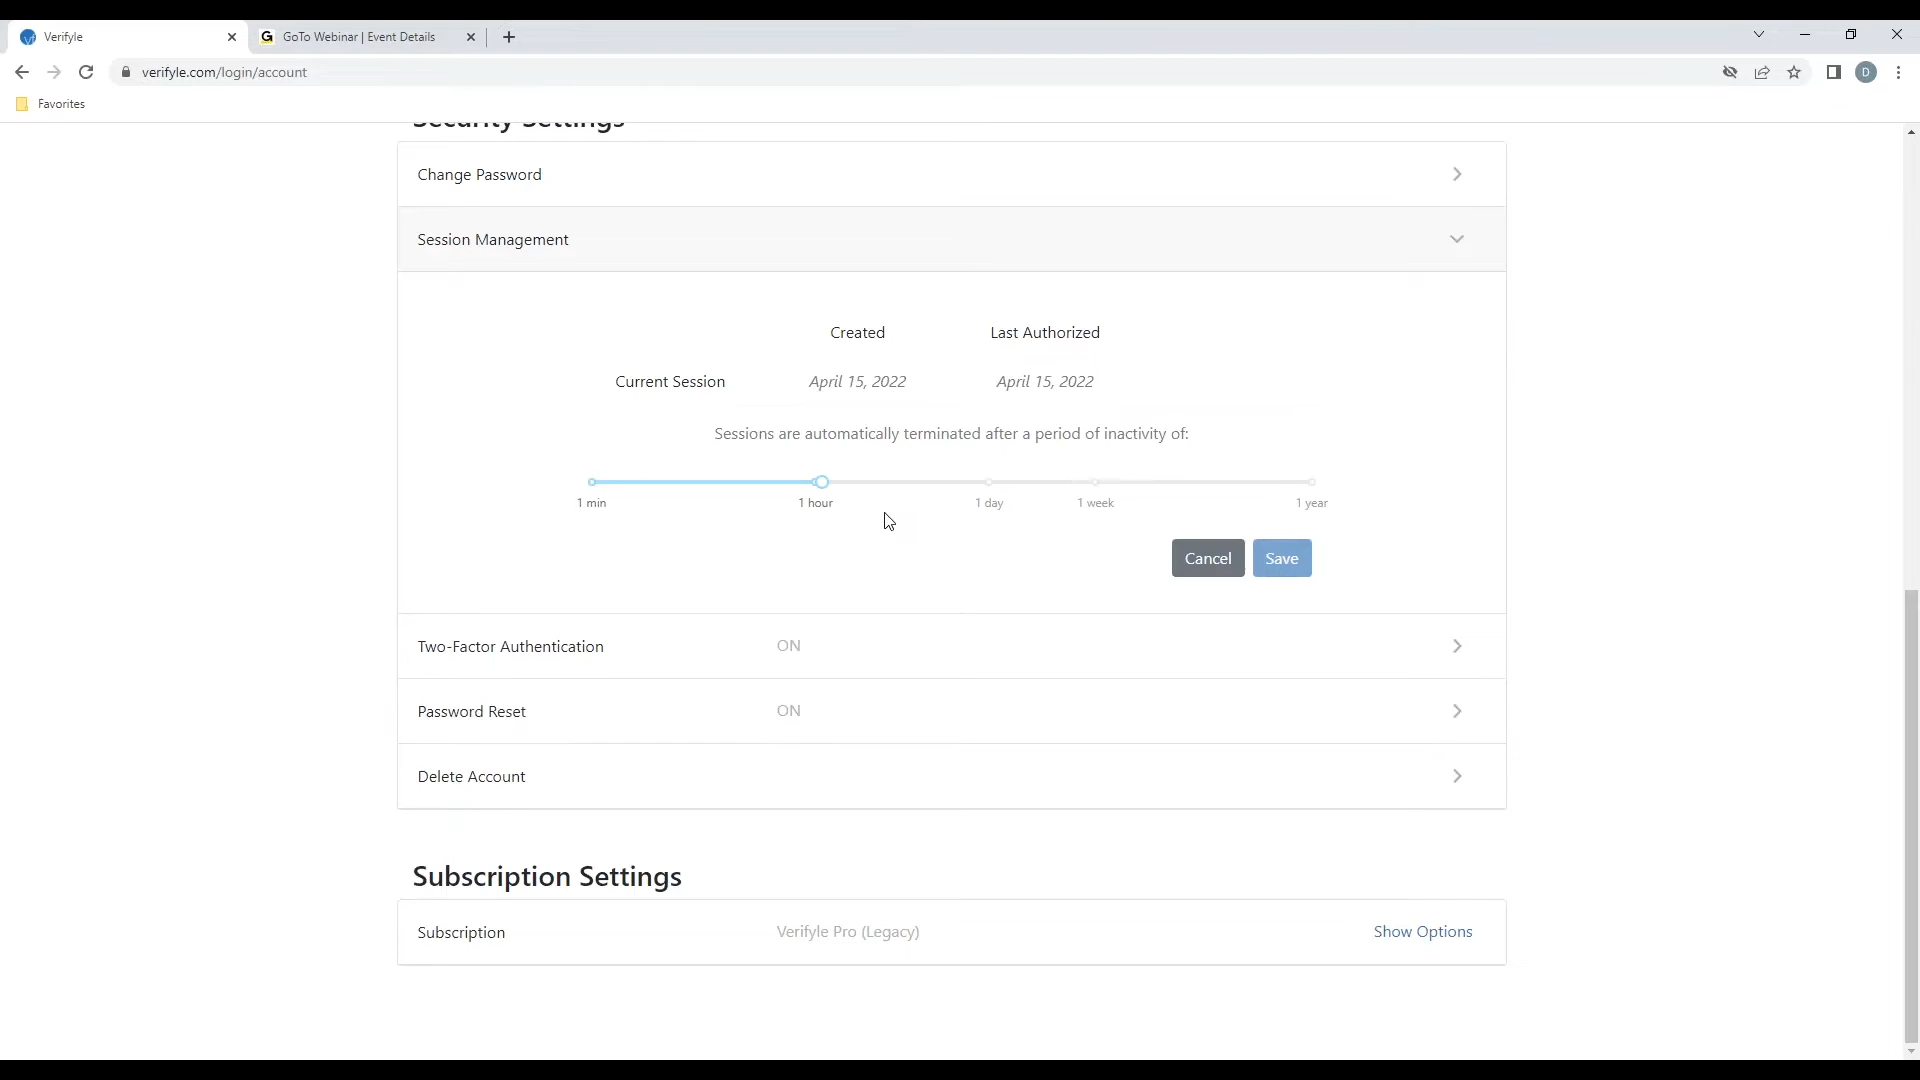 Verifyle
G GoTo Webinar | Event Details
verifyle.com/login/account
D
Favorites
Security Settings
Change Password
Session Management
Created Last Authorized
Current Session April 15, 2022 April 15, 2022
Sessions are automatically terminated after a period of inactivity of:
1 min 1 hour 1 day 1 week 1 year
Cancel Save
Two-Factor Authentication ON
Password Reset ON
Delete Account
Subscription Settings
Subscription Verifyle Pro (Legacy) Show Options